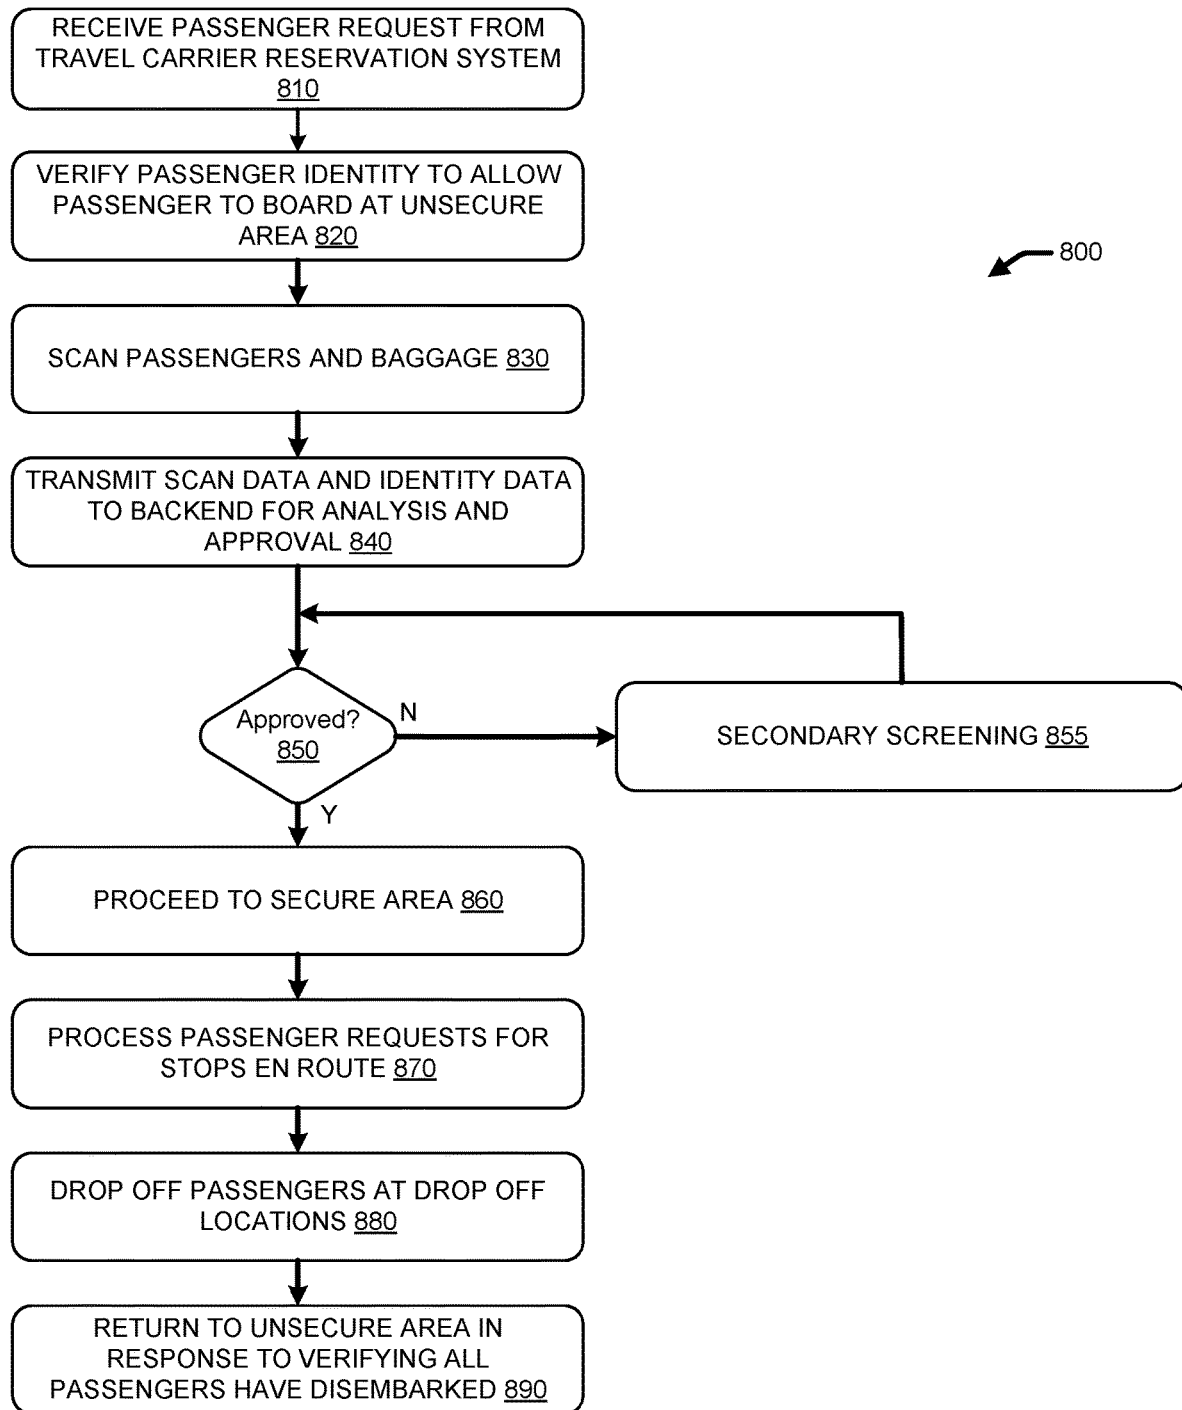 RECEIVE PASSENGER REQUEST FROM
TRAVEL CARRIER RESERVATION SYSTEM
810
VERIFY PASSENGER IDENTITY TO ALLOW
PASSENGER TO BOARD AT UNSECURE
AREA 820
800
SCAN PASSENGERS AND BAGGAGE 830
TRANSMIT SCAN DATA AND IDENTITY DATA
TO BACKEND FOR ANALYSIS AND
APPROVAL 840
Approved?
850
N
SECONDARY SCREENING 855
Y
PROCEED TO SECURE AREA 860
PROCESS PASSENGER REQUESTS FOR
STOPS EN ROUTE 870
DROP OFF PASSENGERS AT DROP OFF
LOCATIONS 880
RETURN TO UNSECURE AREA IN
RESPONSE TO VERIFYING ALL
PASSENGERS HAVE DISEMBARKED 890